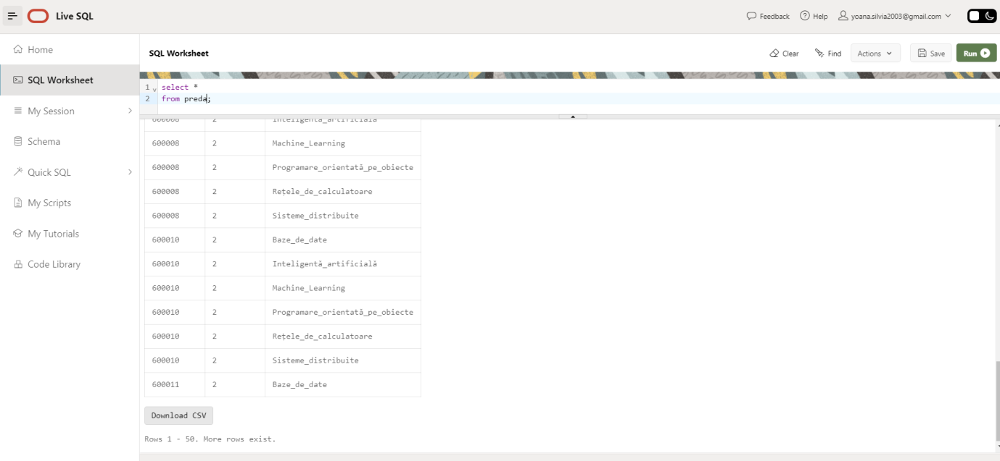 Live SQL
Feedback
Help
yoana.silvia2003@gmail.com
Home
SQL Worksheet
My Session
Schema
Quick SQL
My Scripts
My Tutorials
Code Library
SQL Worksheet
Clear
Find
Actions
Save
Run
1 select *
2 from preda;
600008 2 Inteligentă_artificială
600008 2 Machine_Learning
600008 2 Programare_orientată_pe_obiecte
600008 2 Rețele_de_calculatoare
600008 2 Sisteme_distribuite
600010 2 Baze_de_date
600010 2 Inteligentă_artificială
600010 2 Machine_Learning
600010 2 Programare_orientată_pe_obiecte
600010 2 Rețele_de_calculatoare
600010 2 Sisteme_distribuite
600011 2 Baze_de_date
Download CSV
Rows 1 - 50. More rows exist.